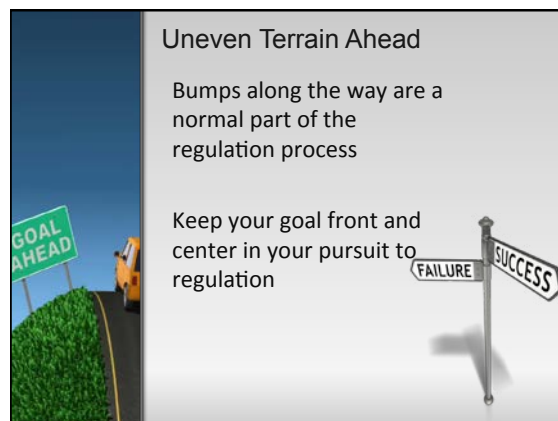 Uneven Terrain Ahead
Bumps along the way are a
normal part of the
regulation process
Keep your goal front and
center in your pursuit to
regulation
GOAL
AHEAD
FAILURE
SUCCESS